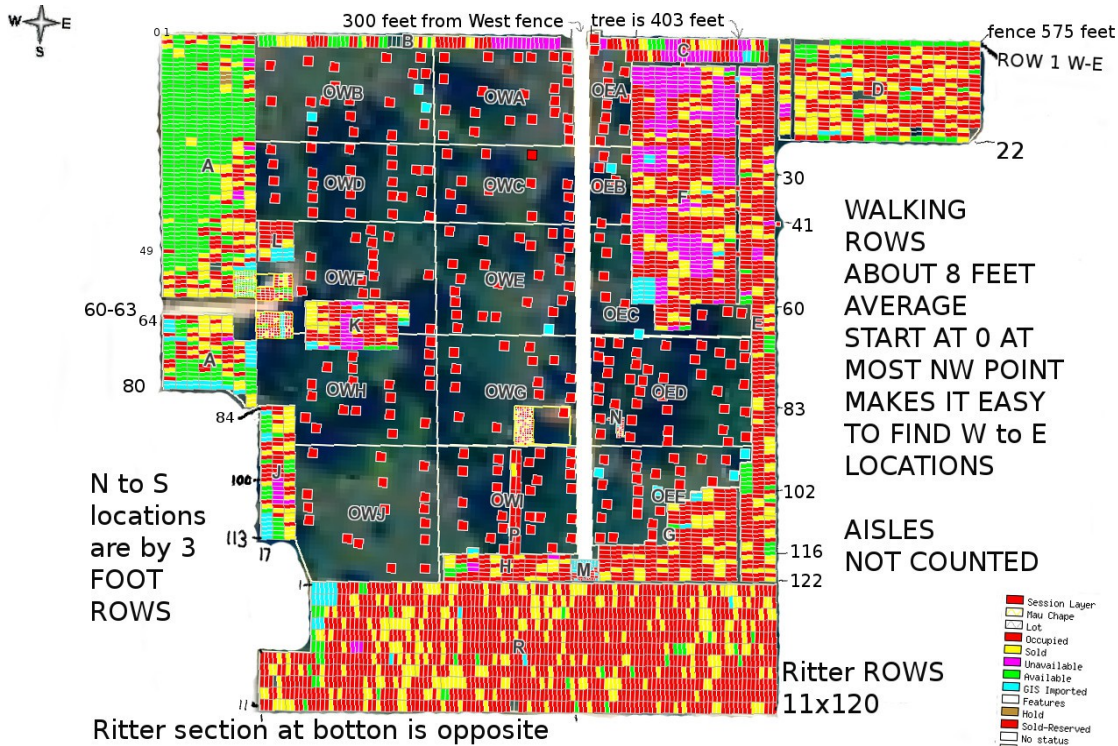 W E
S
300 feet from West fence
tree is 403 feet
fence 575 feet
ROW 1 W-E
0 1
B
C
D
OWB
OWA
OEA
22
A
OWD
OWC
OEB
F
30
41
WALKING
ROWS
ABOUT 8 FEET
AVERAGE
START AT 0 AT
MOST NW POINT
MAKES IT EASY
TO FIND W to E
LOCATIONS
AISLES
NOT COUNTED
L
49
OWF
OWE
60-63
64
K
OEC
E
60
A
80
OWH
OWG
OED
84
N
83
N to S
locations
are by 3
FOOT
ROWS
J
100
OWJ
OWI
OEE
102
P
G
113
17
H
M
116
122
1
R
Ritter ROWS
11x120
11
Ritter section at botton is opposite
Session Layer
Mau Chape
Lot
Occupied
Sold
Unavailable
Available
GIS Imported
Features
Hold
Sold-Reserved
No status